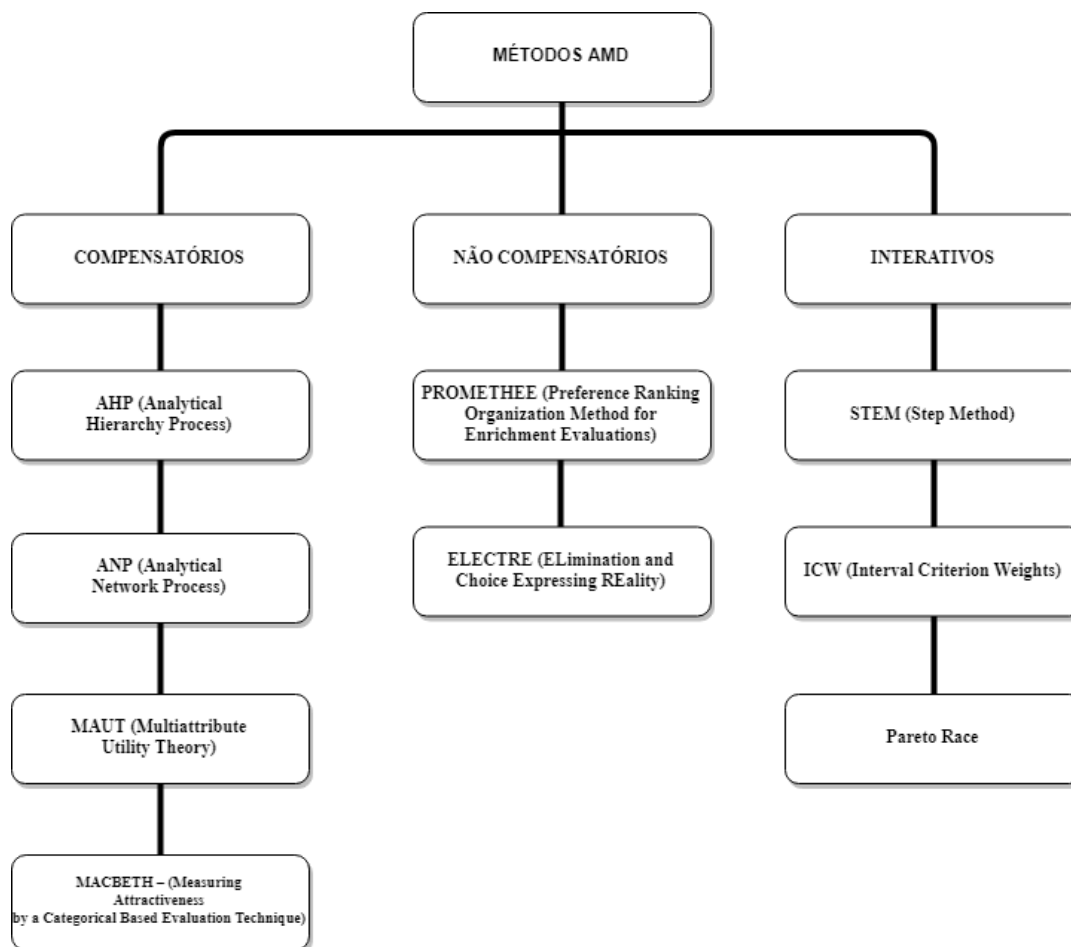 MÉTODOS AMD
COMPENSATÓRIOS
NÃO COMPENSATÓRIOS
INTERATIVOS
AHP (Analytical
Hierarchy Process)
PROMETHEE (Preference Ranking
Organization Method for
Enrichment Evaluations)
STEM (Step Method)
ANP (Analytical
Network Process)
ELECTRE (ELimination and
Choice Expressing REality)
ICW (Interval Criterion Weights)
MAUT (Multiattribute
Utility Theory)
Pareto Race
MACBETH – (Measuring
Attractiveness
by a Categorical Based Evaluation Technique)